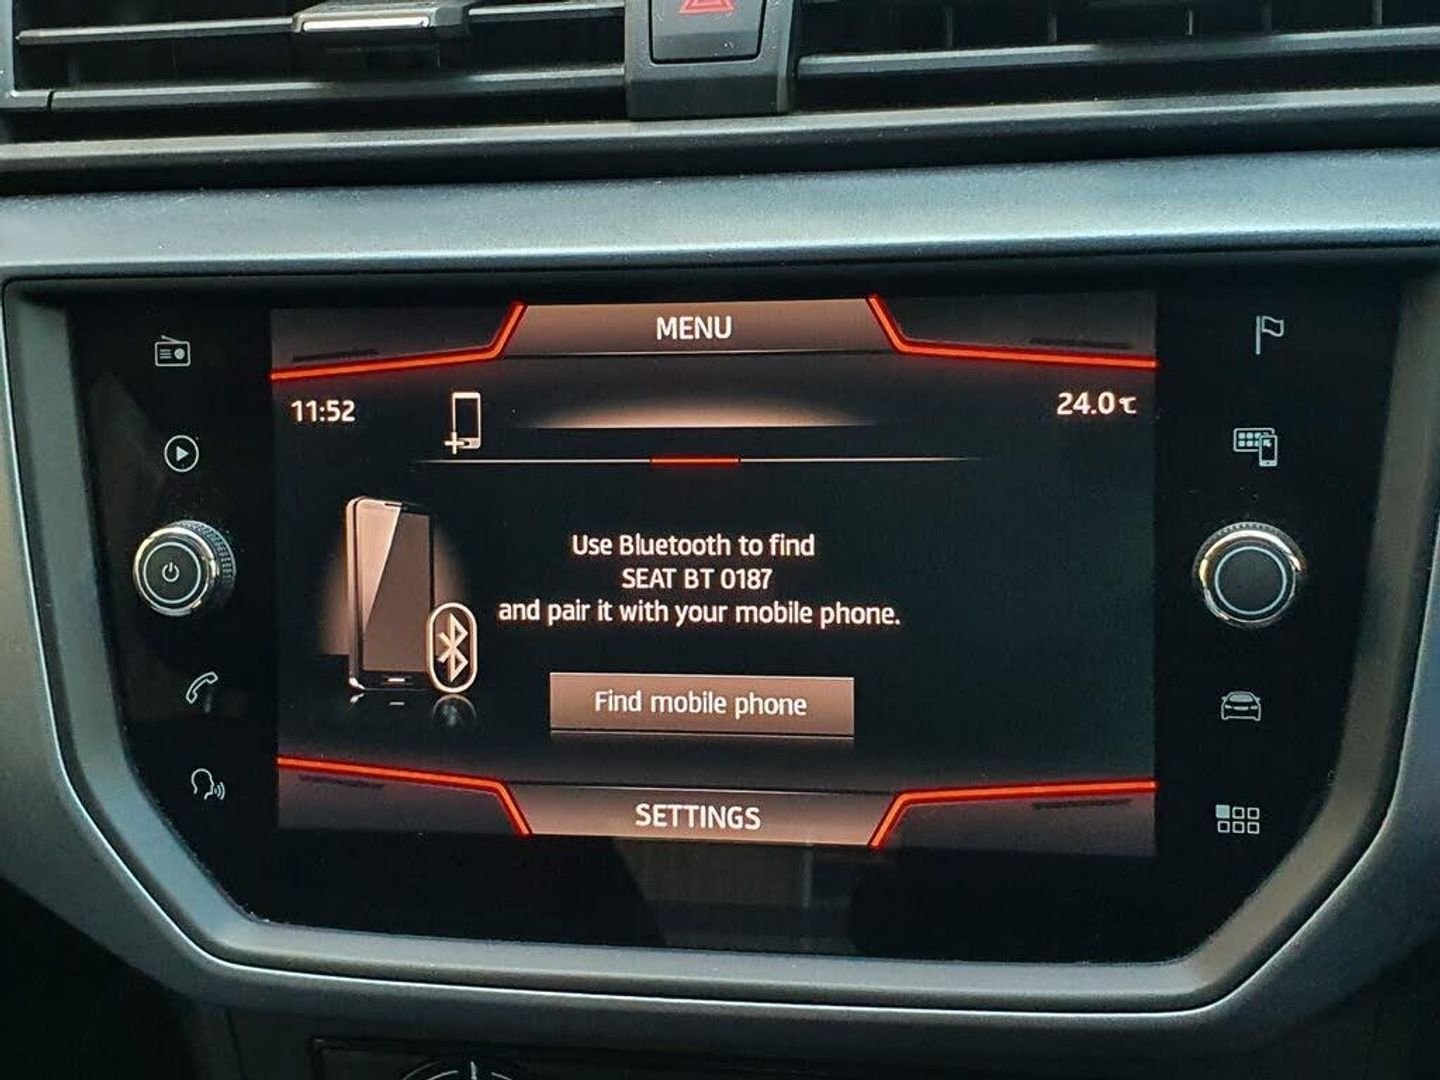 MENU
11:52
24.0°C
Use Bluetooth to find
SEAT BT 0187
and pair it with your mobile phone.
Find mobile phone
SETTINGS